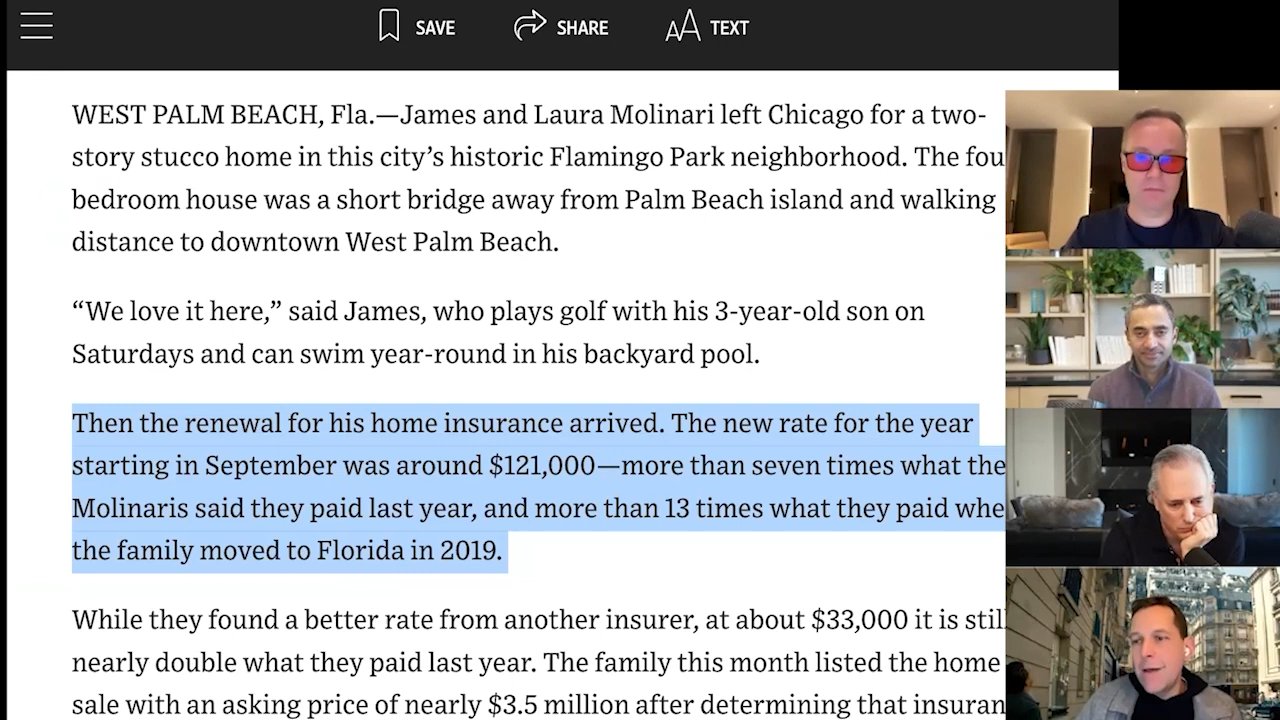 SAVE SHARE TEXT
WEST PALM BEACH, Fla.—James and Laura Molinari left Chicago for a two-
story stucco home in this city’s historic Flamingo Park neighborhood. The fou
bedroom house was a short bridge away from Palm Beach island and walking
distance to downtown West Palm Beach.
“We love it here,” said James, who plays golf with his 3-year-old son on
Saturdays and can swim year-round in his backyard pool.
Then the renewal for his home insurance arrived. The new rate for the year
starting in September was around $121,000—more than seven times what the
Molinaris said they paid last year, and more than 13 times what they paid whe
the family moved to Florida in 2019.
While they found a better rate from another insurer, at about $33,000 it is still
nearly double what they paid last year. The family this month listed the home
sale with an asking price of nearly $3.5 million after determining that insuran